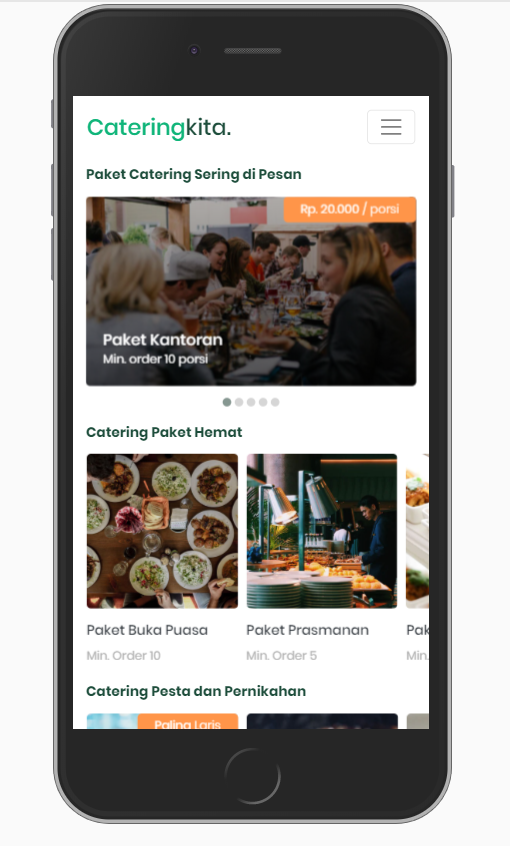 Cateringkita.
Paket Catering Sering di Pesan
Rp. 20.000 / porsi
Paket Kantoran
Min. order 10 porsi
Catering Paket Hemat
Paket Buka Puasa
Paket Prasmanan
Pak
Min. Order 10
Min. Order 5
Min.
Catering Pesta dan Pernikahan
Paling Laris